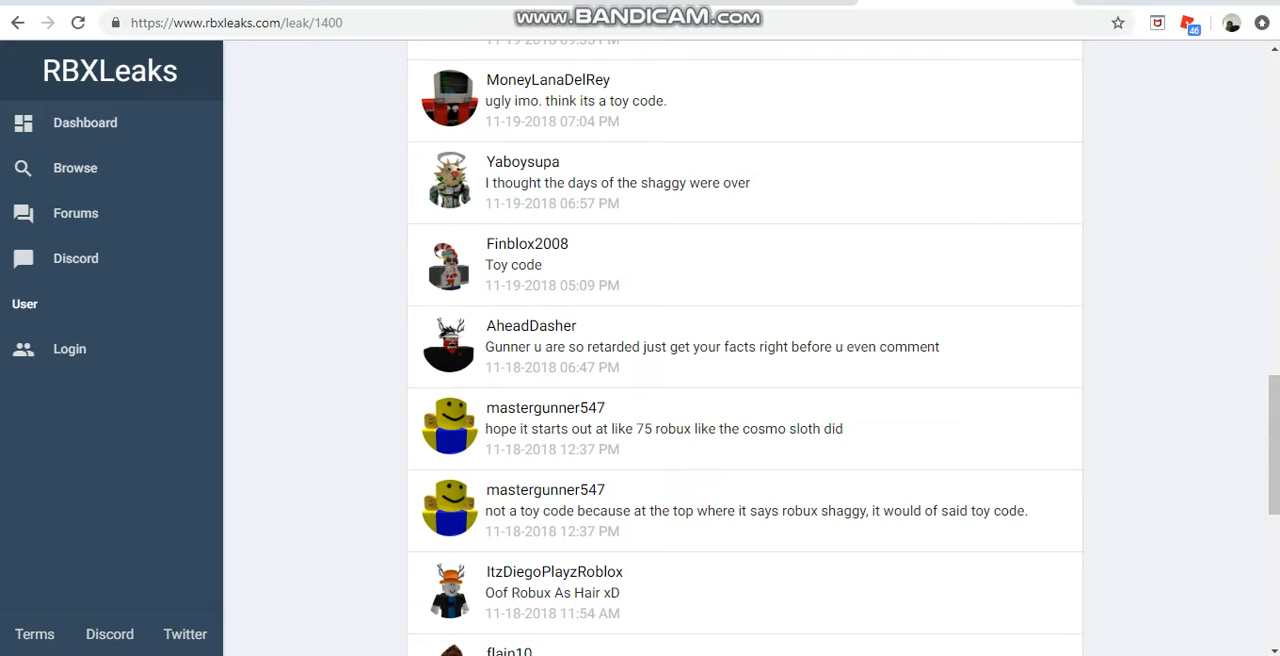 www.BANDICAM.com
https://www.rbxleaks.com/leak/1400
46
RBXLeaks
Dashboard
Browse
Forums
Discord
User
Login
Terms Discord Twitter
11-19-2018 09:53 PM
MoneyLanaDelRey
ugly imo. think its a toy code.
11-19-2018 07:04 PM
Yaboysupa
I thought the days of the shaggy were over
11-19-2018 06:57 PM
Finblox2008
Toy code
11-19-2018 05:09 PM
AheadDasher
Gunner u are so retarded just get your facts right before u even comment
11-18-2018 06:47 PM
mastergunner547
hope it starts out at like 75 robux like the cosmo sloth did
11-18-2018 12:37 PM
mastergunner547
not a toy code because at the top where it says robux shaggy, it would of said toy code.
11-18-2018 12:37 PM
ItzDiegoPlayzRoblox
Oof Robux As Hair xD
11-18-2018 11:54 AM
flain10